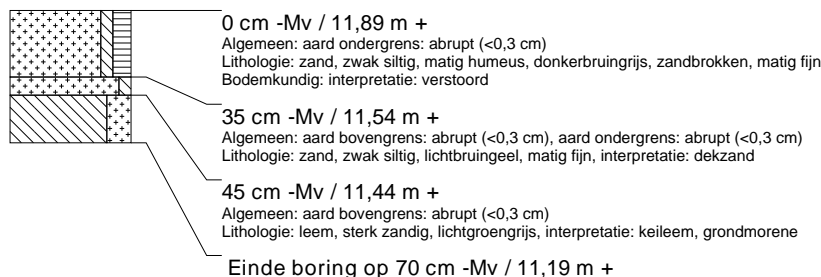 0 cm -Mv / 11,89 m +
Algemeen: aard ondergrens: abrupt (<0,3 cm)
Lithologie: zand, zwak siltig, matig humeus, donkerbruingrijs, zandbrokken, matig fijn
Bodemkundig: interpretatie: verstoord
35 cm -Mv / 11,54 m +
Algemeen: aard bovengrens: abrupt (<0,3 cm), aard ondergrens: abrupt (<0,3 cm)
Lithologie: zand, zwak siltig, lichtbruingeel, matig fijn, interpretatie: dekzand
45 cm -Mv / 11,44 m +
Algemeen: aard bovengrens: abrupt (<0,3 cm)
Lithologie: leem, sterk zandig, lichtgroengrijs, interpretatie: keileem, grondmorene
Einde boring op 70 cm -Mv / 11,19 m +